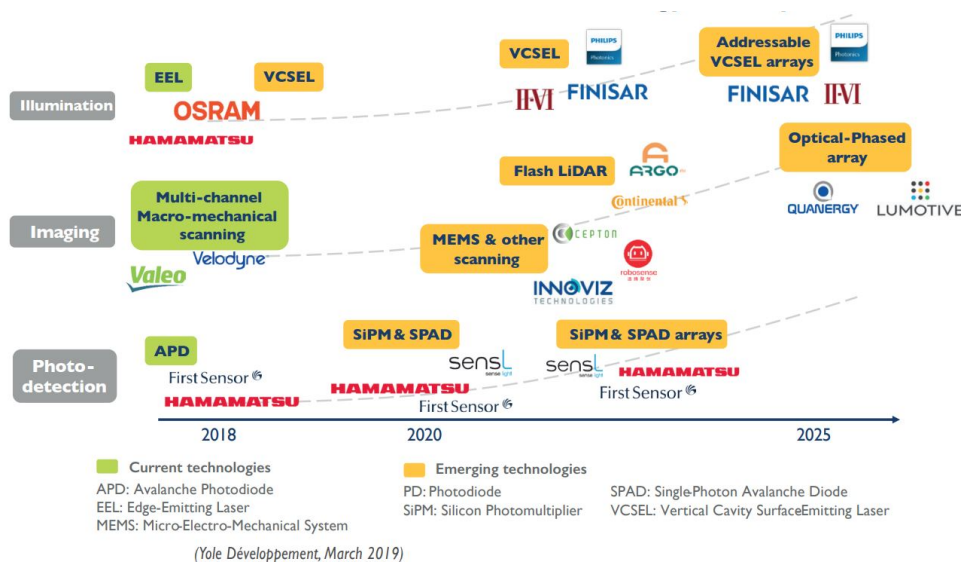 VCSEL
PHILIPS
Photonics
Addressable
VCSEL arrays
PHILIPS
Photonics
EEL
VCSEL
II-VI
FINISAR
FINISAR
II-VI
Illumination
OSRAM
HAMAMATSU
Optical-Phased
array
Flash LiDAR
ARGO
Continental
QUANERGY
LUMOTIVE
Multi-channel
Macro-mechanical
scanning
Imaging
Velodyne
Valeo
MEMS & other
scanning
CEPTON
robosense
INNOVIZ
TECHNOLOGIES
SiPM & SPAD
SiPM & SPAD arrays
APD
Photo-
detection
First Sensor
HAMAMATSU
sensL
sense light
HAMAMATSU
First Sensor
sensL
sense light
HAMAMATSU
First Sensor
2018
2020
2025
Current technologies
Emerging technologies
APD: Avalanche Photodiode
PD: Photodiode
SPAD: Single-Photon Avalanche Diode
EEL: Edge-Emitting Laser
SiPM: Silicon Photomultiplier
VCSEL: Vertical Cavity SurfaceEmitting Laser
MEMS: Micro-Electro-Mechanical System
(Yole Développement, March 2019)